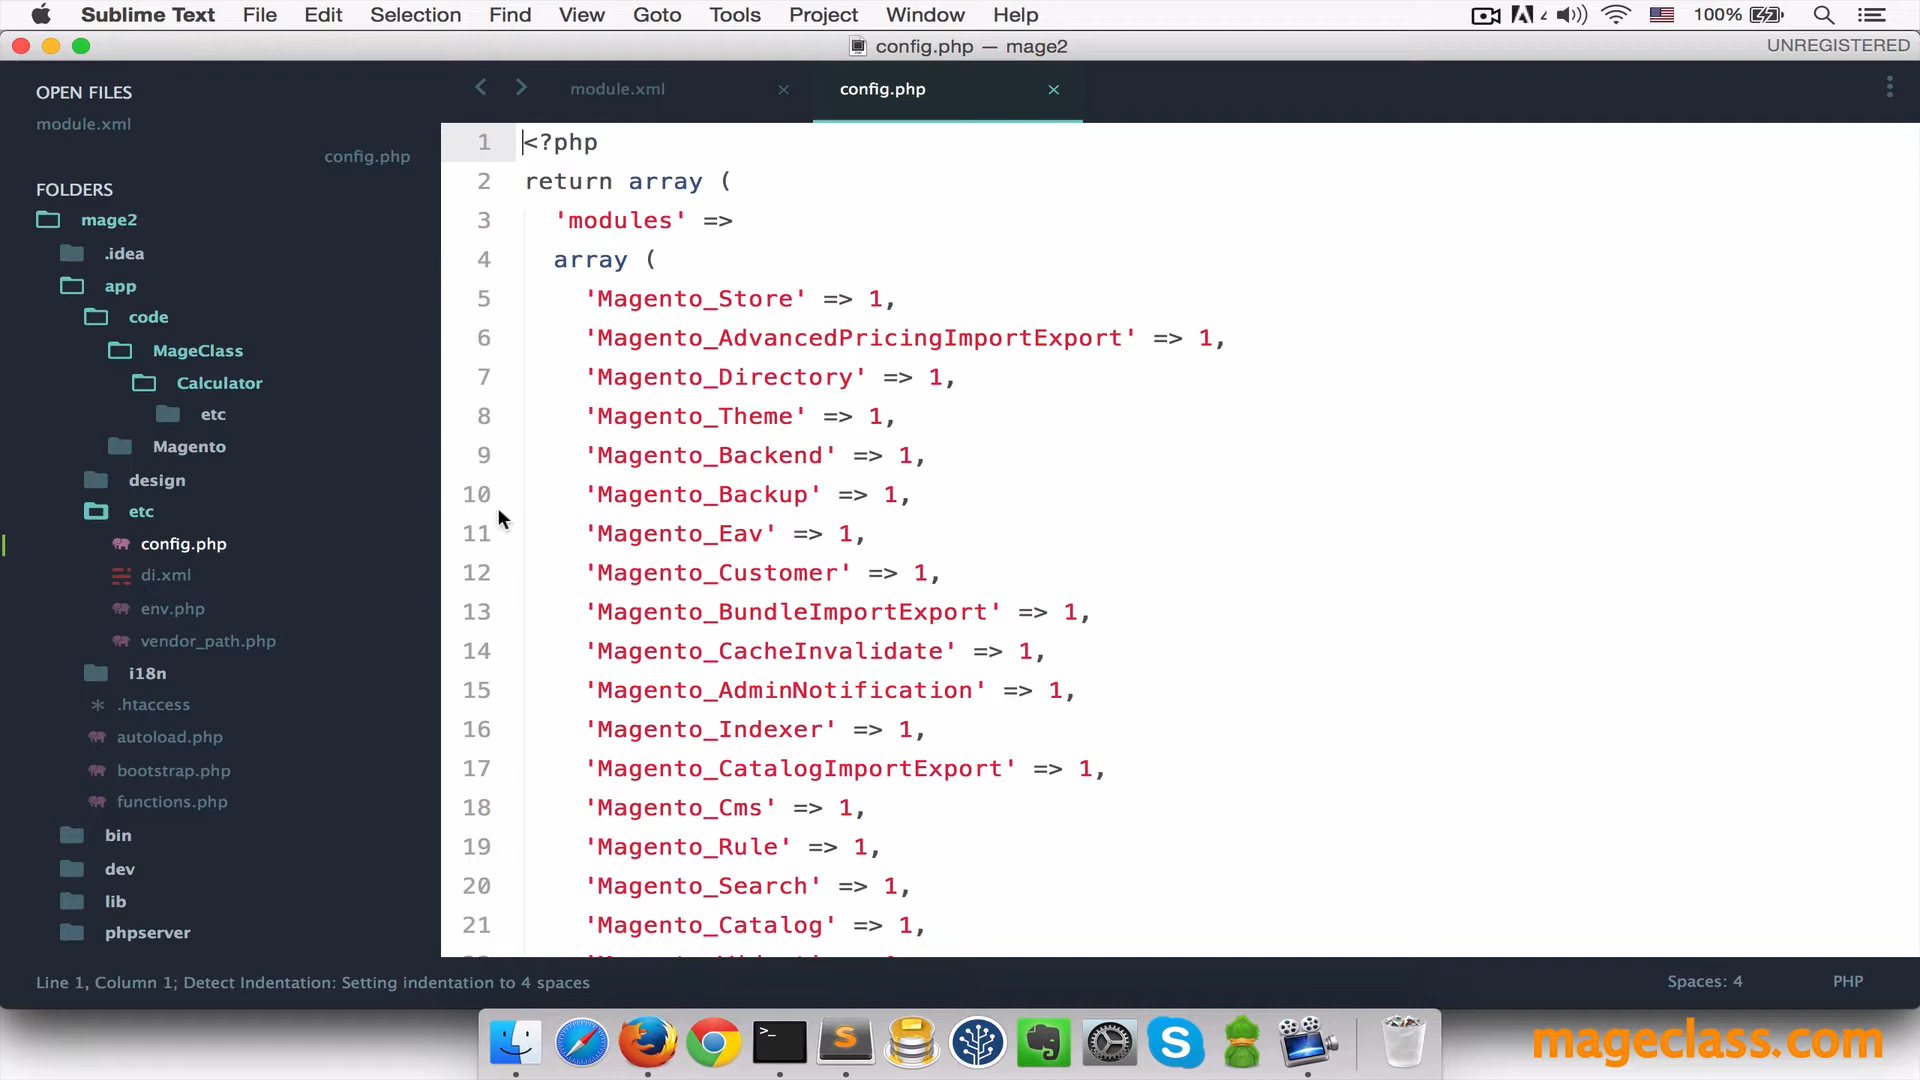 Sublime Text File Edit Selection Find View Goto Tools Project Window Help 100%
config.php — mage2 UNREGISTERED
OPEN FILES
module.xml
config.php
FOLDERS
mage2
.idea
app
code
MageClass
Calculator
etc
Magento
design
etc
config.php
di.xml
env.php
vendor_path.php
i18n
.htaccess
autoload.php
bootstrap.php
functions.php
bin
dev
lib
phpserver
module.xml config.php
1 <?php
2 return array (
3 'modules' =>
4 array (
5 'Magento_Store' => 1,
6 'Magento_AdvancedPricingImportExport' => 1,
7 'Magento_Directory' => 1,
8 'Magento_Theme' => 1,
9 'Magento_Backend' => 1,
10 'Magento_Backup' => 1,
11 'Magento_Eav' => 1,
12 'Magento_Customer' => 1,
13 'Magento_BundleImportExport' => 1,
14 'Magento_CacheInvalidate' => 1,
15 'Magento_AdminNotification' => 1,
16 'Magento_Indexer' => 1,
17 'Magento_CatalogImportExport' => 1,
18 'Magento_Cms' => 1,
19 'Magento_Rule' => 1,
20 'Magento_Search' => 1,
21 'Magento_Catalog' => 1,
Line 1, Column 1; Detect Indentation: Setting indentation to 4 spaces Spaces: 4 PHP
mageclass.com